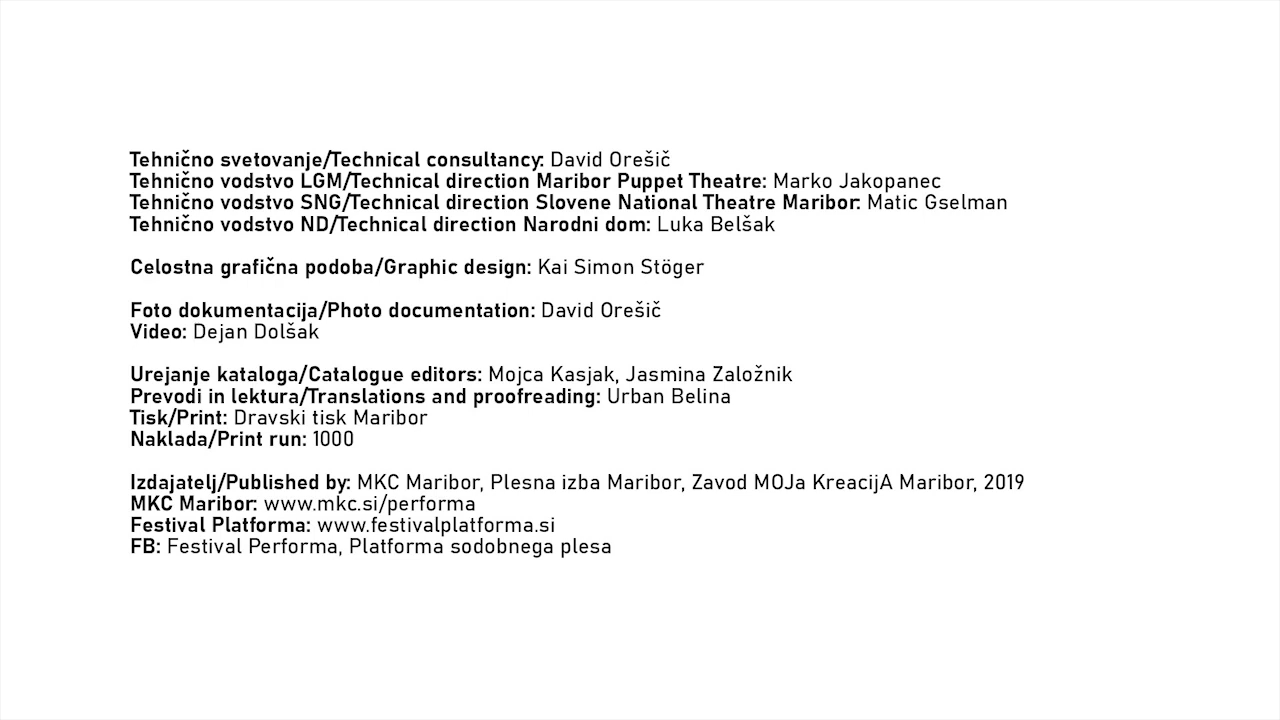 Tehnično svetovanje/Technical consultancy: David Orešič
Tehnično vodstvo LGM/Technical direction Maribor Puppet Theatre: Marko Jakopanec
Tehnično vodstvo SNG/Technical direction Slovene National Theatre Maribor: Matic Gselman
Tehnično vodstvo ND/Technical direction Narodni dom: Luka Belšak
Celostna grafična podoba/Graphic design: Kai Simon Stöger
Foto dokumentacija/Photo documentation: David Orešič
Video: Dejan Dolšak
Urejanje kataloga/Catalogue editors: Mojca Kasjak, Jasmina Založnik
Prevodi in lektura/Translations and proofreading: Urban Belina
Tisk/Print: Dravski tisk Maribor
Naklada/Print run: 1000
Izdajatelj/Published by: MKC Maribor, Plesna izba Maribor, Zavod MOJa KreacijA Maribor, 2019
MKC Maribor: www.mkc.si/performa
Festival Platforma: www.festivalplatforma.si
FB: Festival Performa, Platforma sodobnega plesa